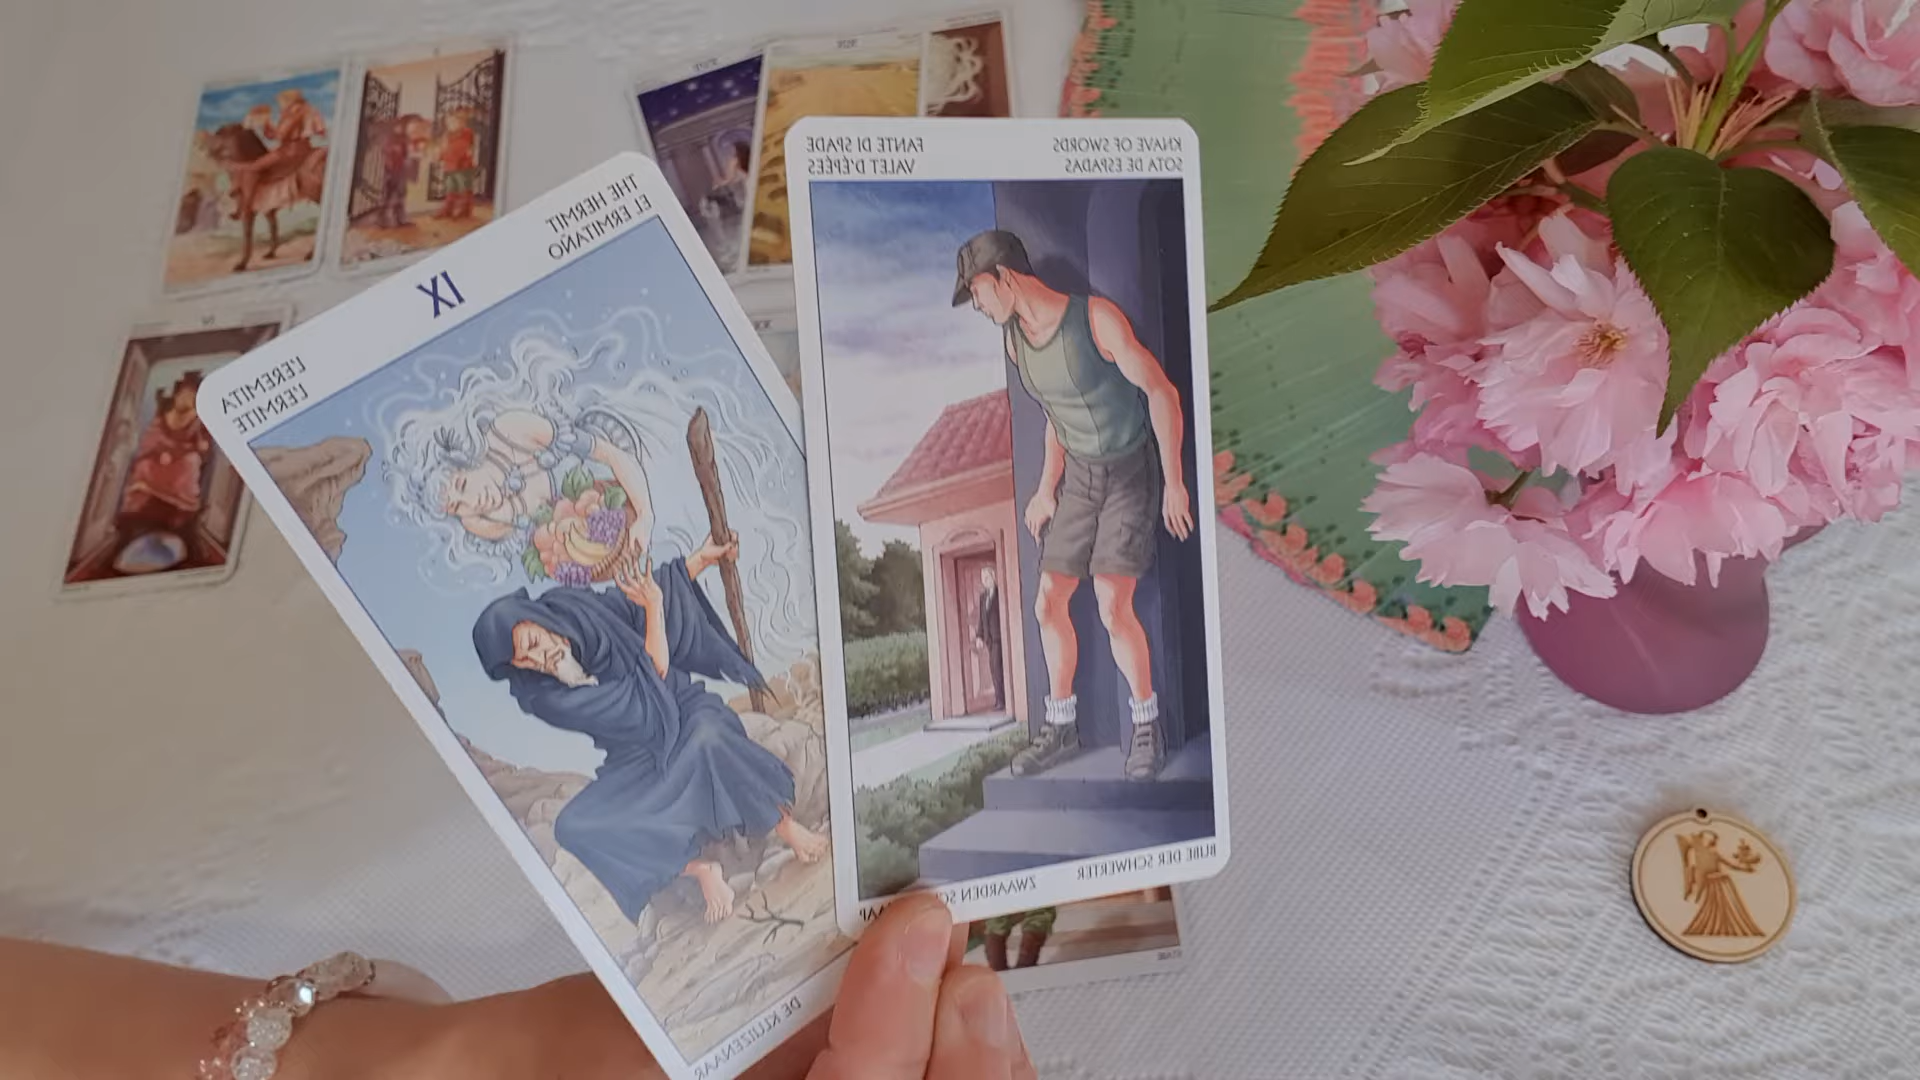 THE HERMIT
EL ERMITAÑO
IX
L'EREMITA
L'ERMITE
DE KLUIZENAAR
KNAVE OF SWORDS
SOTA DE ESPADAS
FANTE DI SPADE
VALET D'ÉPÉES
BUBE DER SCHWERTER
ZWAARDEN